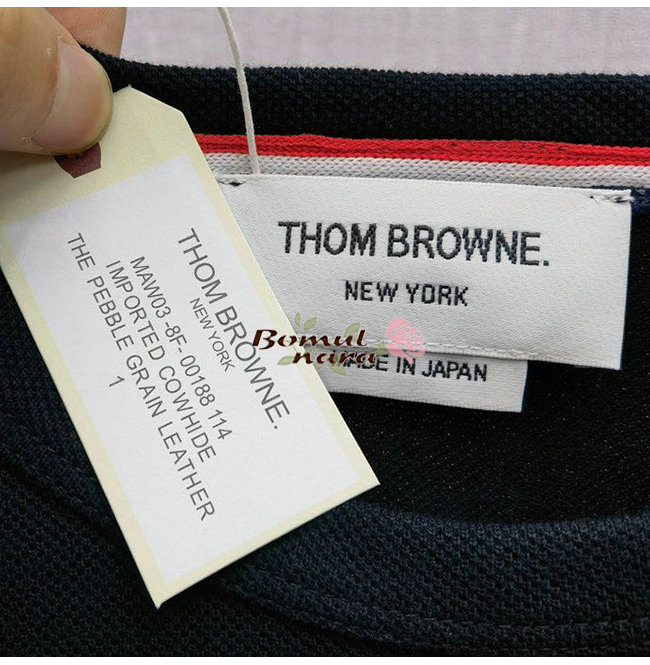 THOM BROWNE.
NEW YORK
MAW03 -8F- 00188 114
IMPORTED COWHIDE
THE PEBBLE GRAIN LEATHER
1
THOM BROWNE.
NEW YORK
MADE IN JAPAN
Bomul
nara